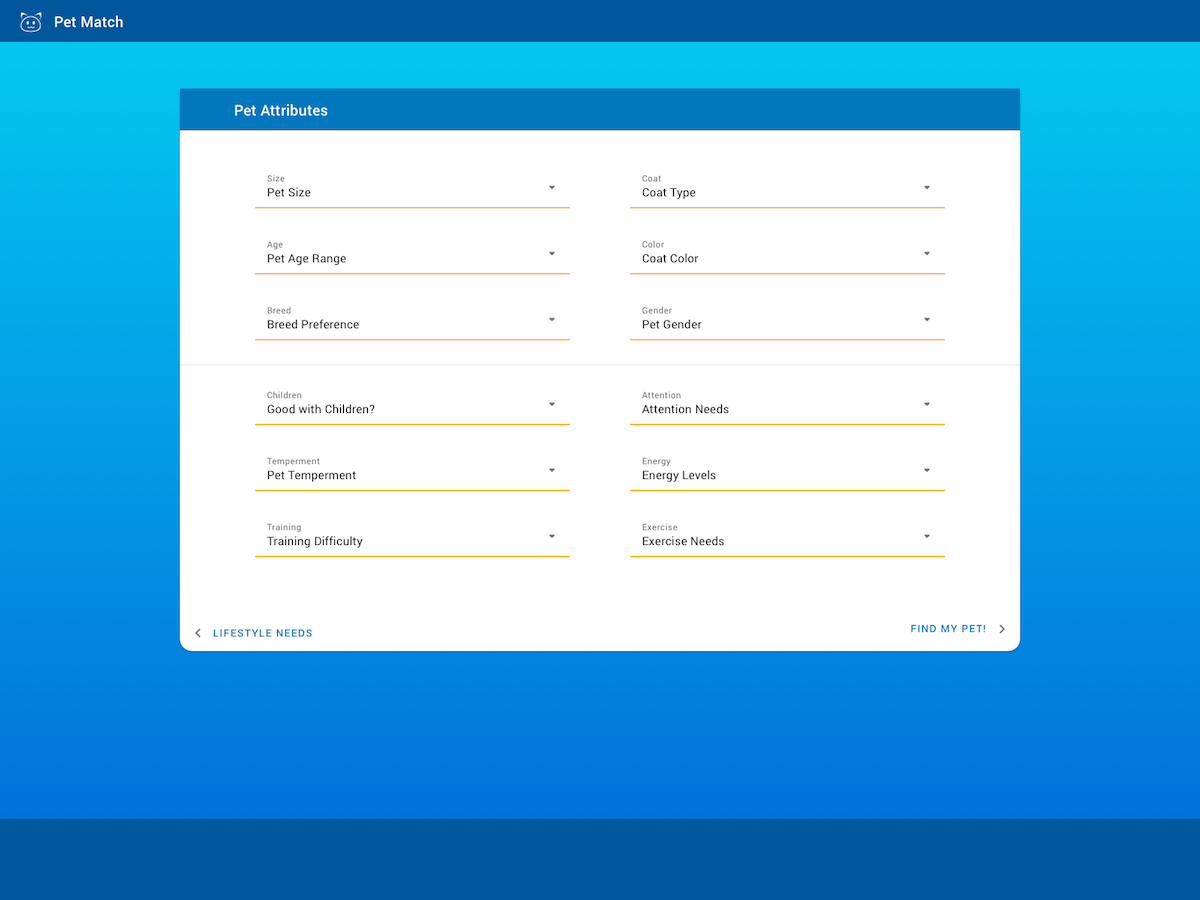 Pet Match
Pet Attributes
Size
Pet Size
Coat
Coat Type
Age
Pet Age Range
Color
Coat Color
Breed
Breed Preference
Gender
Pet Gender
Children
Good with Children?
Attention
Attention Needs
Temperment
Pet Temperment
Energy
Energy Levels
Training
Training Difficulty
Exercise
Exercise Needs
LIFESTYLE NEEDS
FIND MY PET!